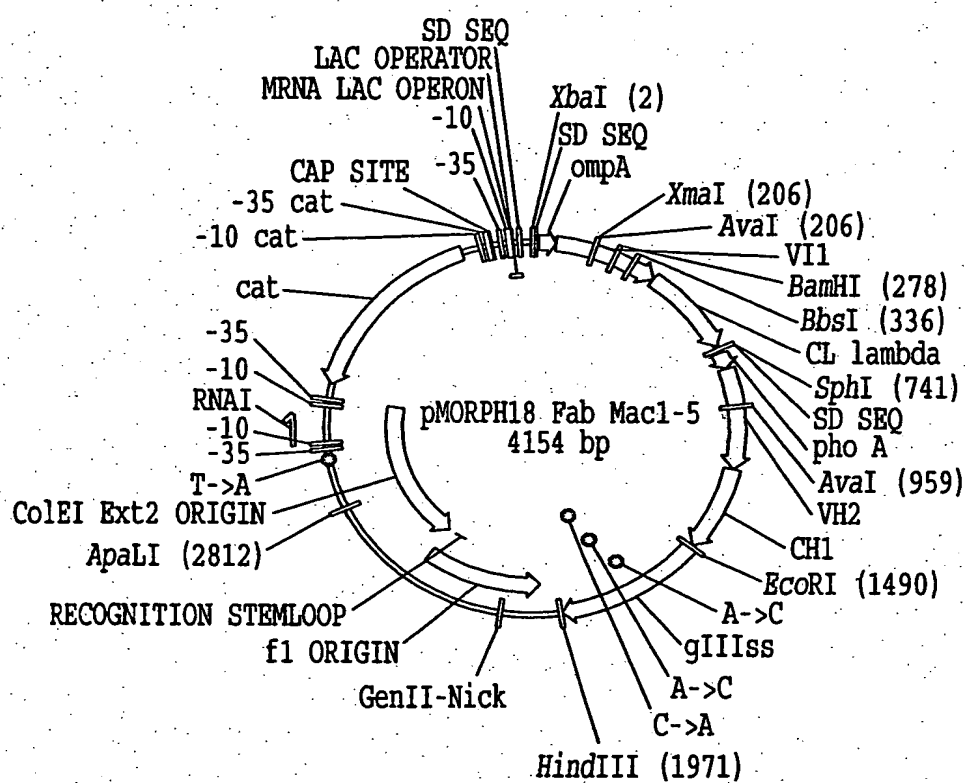 SD SEQ
LAC OPERATOR
MRNA LAC OPERON
-10
-35
CAP SITE
-35 cat
-10 cat
cat
-35
-10
RNAI
-10
-35
T->A
ColEI Ext2 ORIGIN
ApaLI (2812)
RECOGNITION STEMLOOP
f1 ORIGIN
GenII-Nick
XbaI (2)
SD SEQ
ompA
XmaI (206)
AvaI (206)
VI1
BamHI (278)
BbsI (336)
CL lambda
SphI (741)
SD SEQ
pho A
AvaI (959)
VH2
CH1
EcoRI (1490)
A->C
gIIIss
A->C
C->A
HindIII (1971)
pMORPH18 Fab Mac1-5
4154 bp